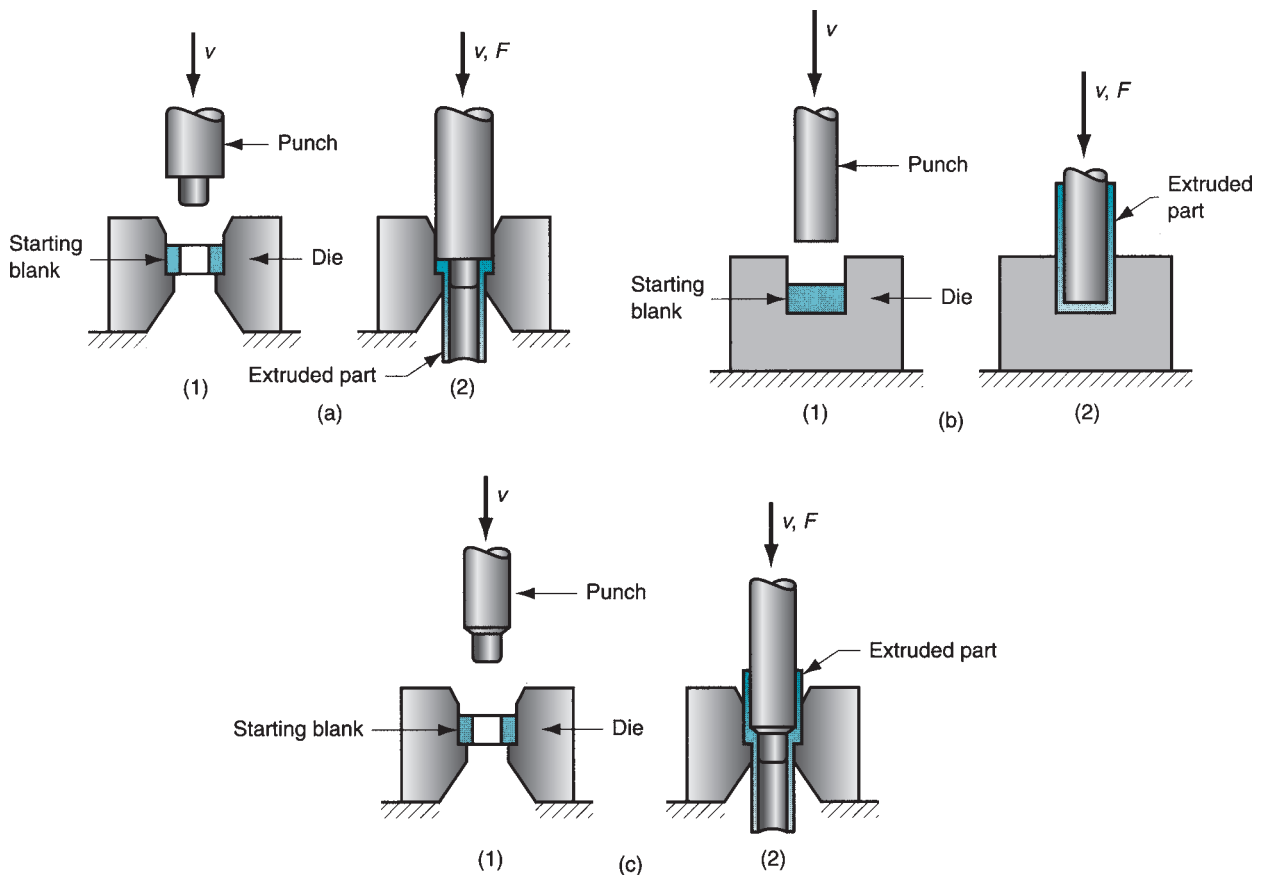 v
Punch
Starting
blank
Die
(1)
v, F
Extruded part
(2)
(a)
v
Punch
Starting
blank
Die
(1)
v, F
Extruded
part
(2)
(b)
v
Punch
Starting blank
Die
(1)
v, F
Extruded part
(2)
(c)